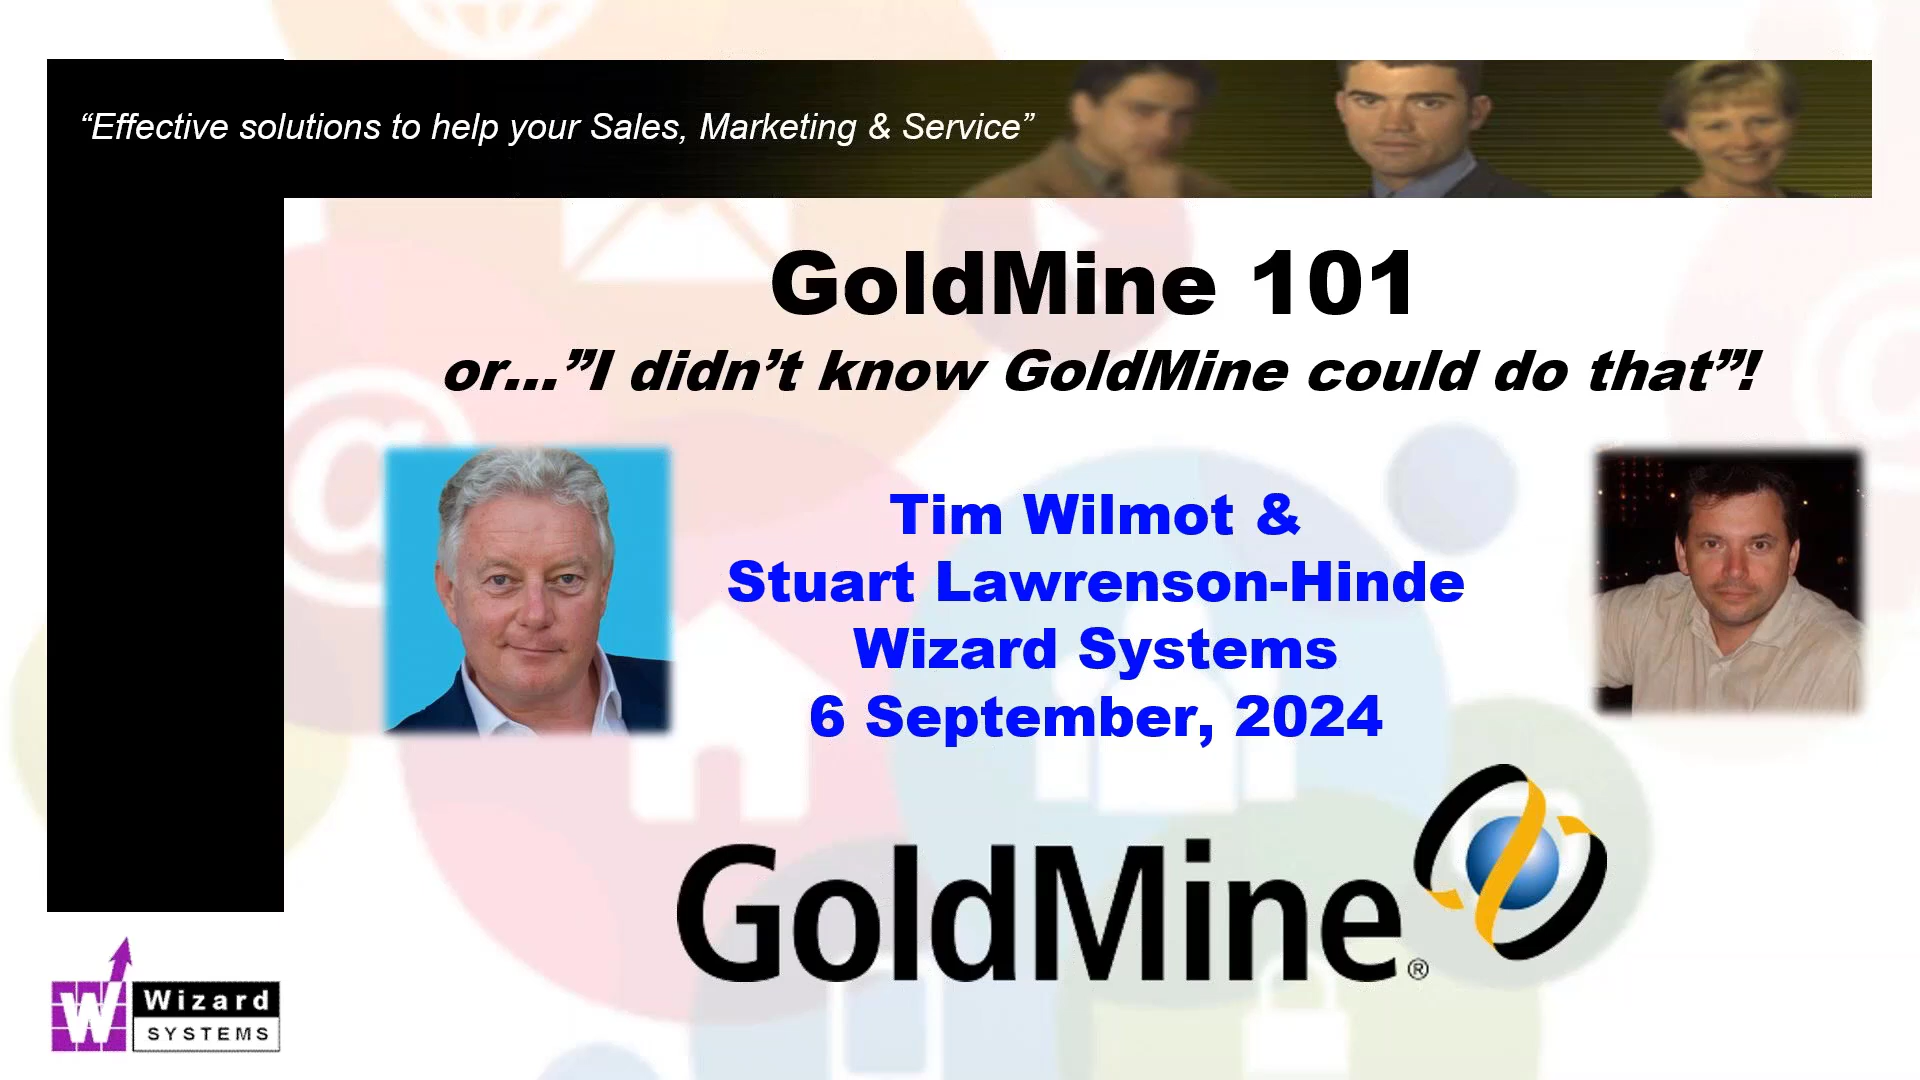 “Effective solutions to help your Sales, Marketing & Service”
GoldMine 101
or...”I didn’t know GoldMine could do that”!
Tim Wilmot &
Stuart Lawrenson-Hinde
Wizard Systems
6 September, 2024
GoldMine®
W Wizard
SYSTEMS